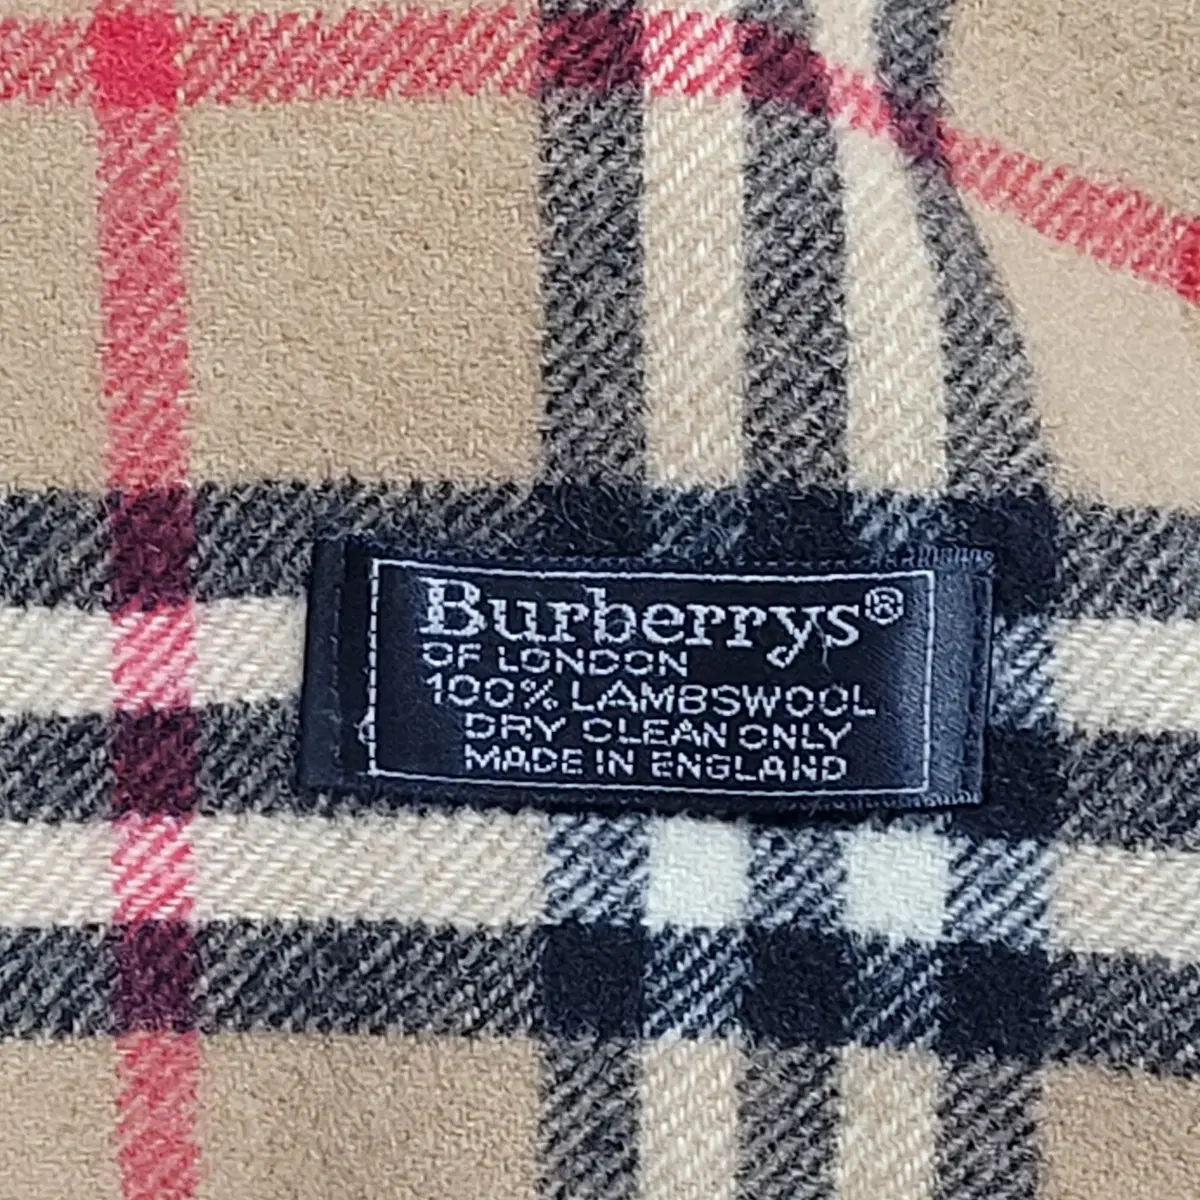 Burberrys®
OF LONDON
100% LAMBSWOOL
DRY CLEAN ONLY
MADE IN ENGLAND